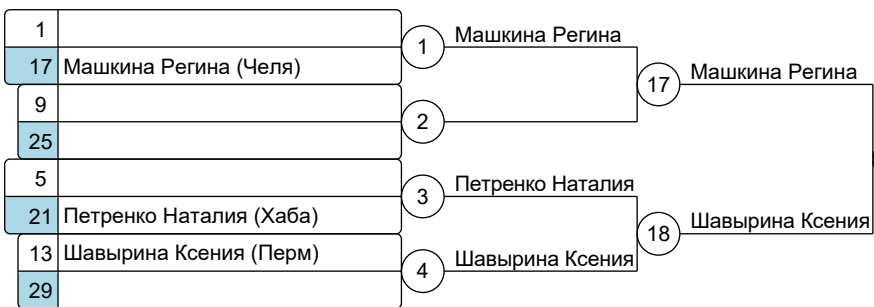 1
17 Машкина Регина (Челя)
9
25
5
21 Петренко Наталия (Хаба)
13 Шавырина Ксения (Перм)
29
1 Машкина Регина
2
3 Петренко Наталия
4 Шавырина Ксения
17 Машкина Регина
18 Шавырина Ксения